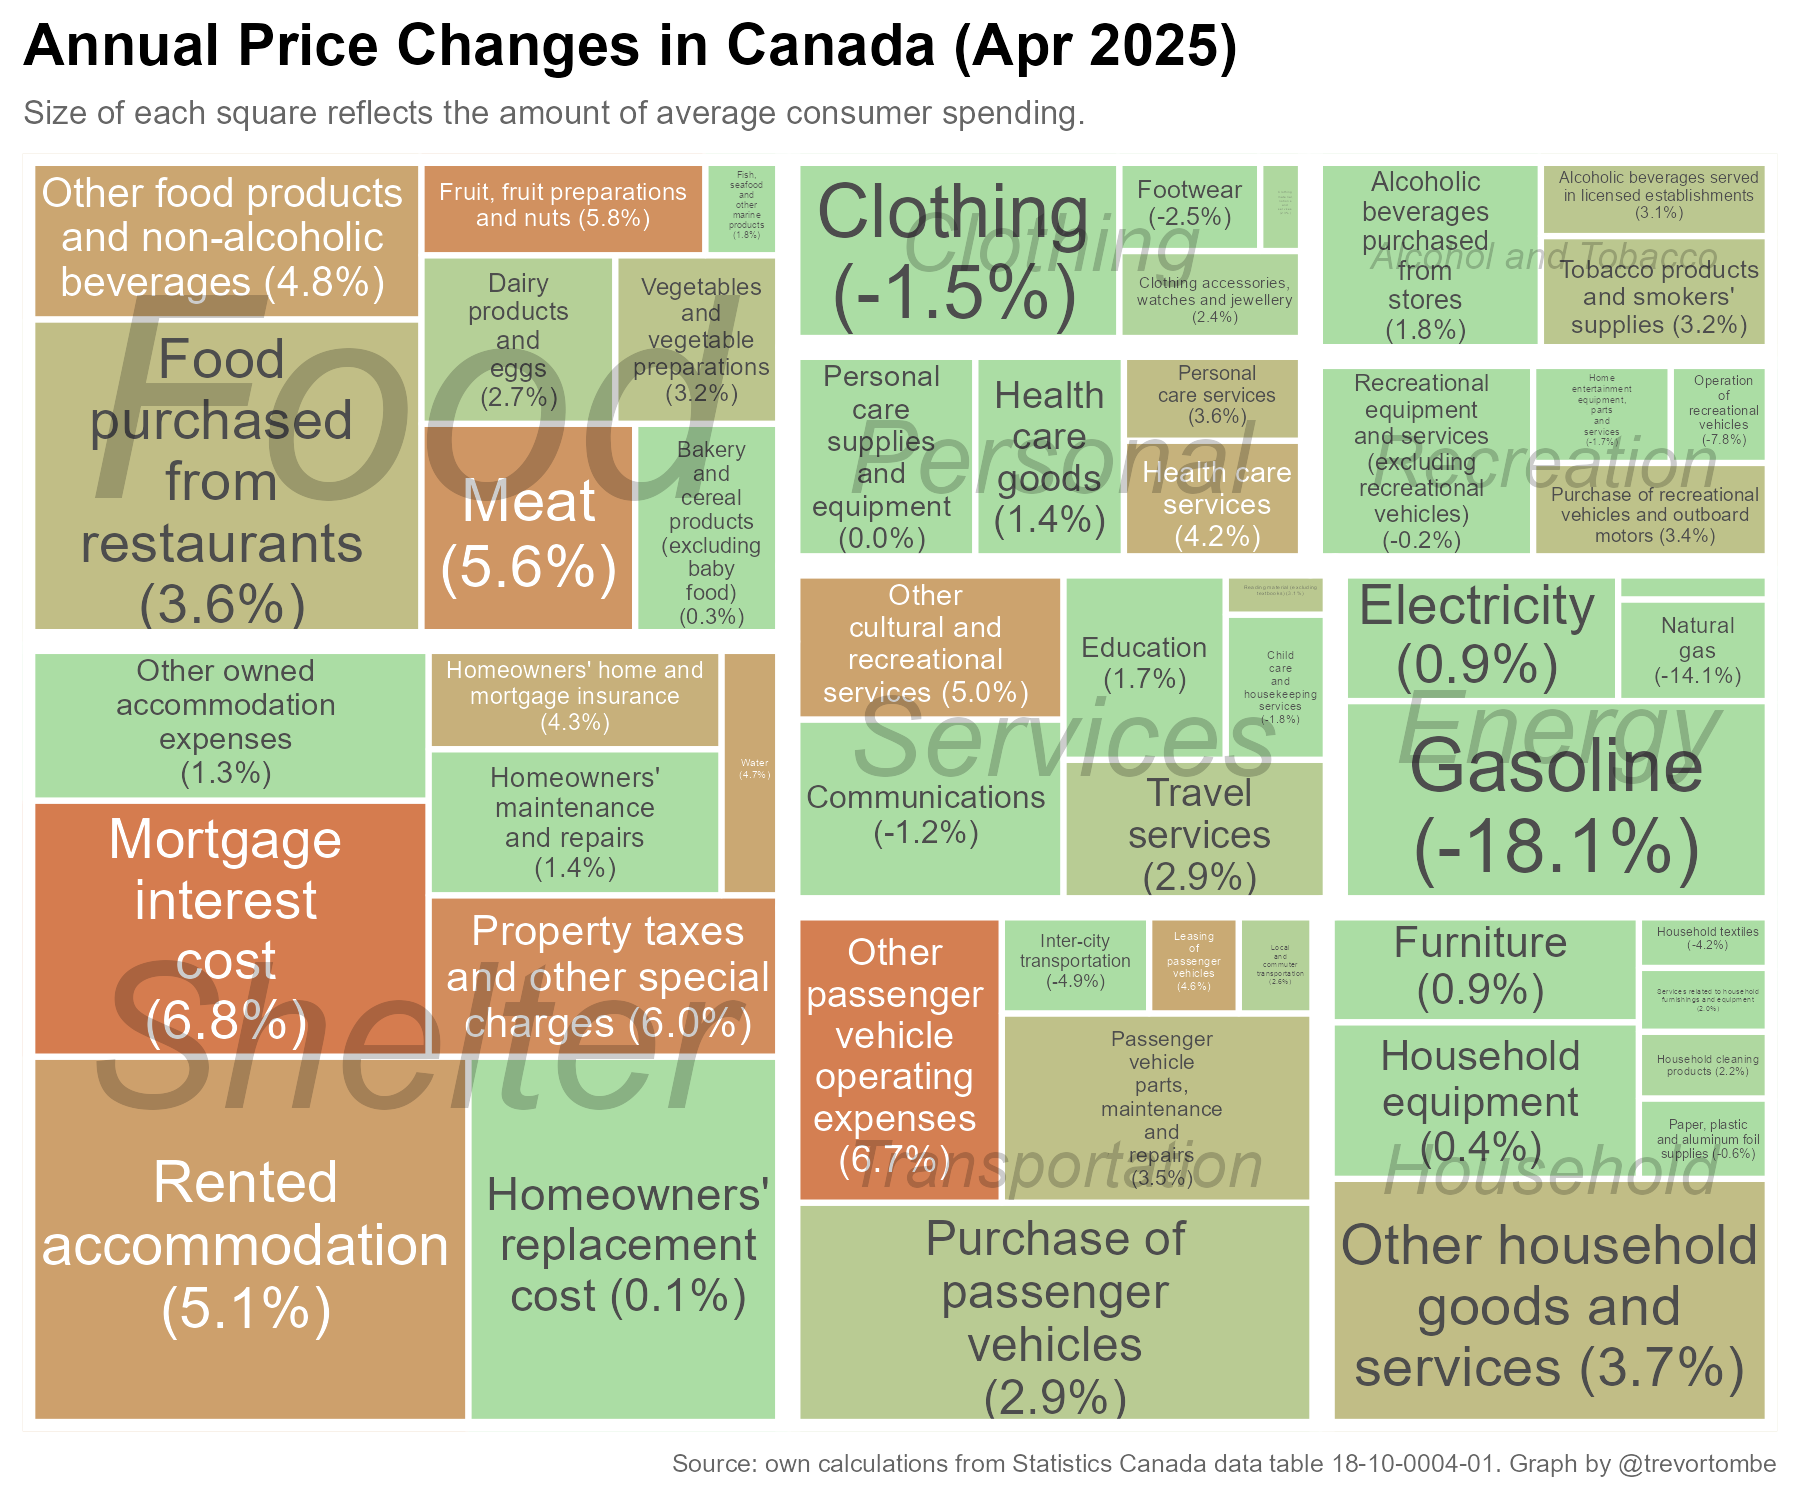 Annual Price Changes in Canada (Apr 2025)
Size of each square reflects the amount of average consumer spending.
Food
Other food products
and non-alcoholic
beverages (4.8%)
Fruit, fruit preparations
and nuts (5.8%)
Fish,
seafood
and
other
marine
products
(1.8%)
Food
purchased
from
restaurants
(3.6%)
Dairy
products
and
eggs
(2.7%)
Vegetables
and
vegetable
preparations
(3.2%)
Meat
(5.6%)
Bakery
and
cereal
products
(excluding
baby
food)
(0.3%)
Shelter
Other owned
accommodation
expenses
(1.3%)
Homeowners' home and
mortgage insurance
(4.3%)
Water
(4.7%)
Homeowners'
maintenance
and repairs
(1.4%)
Mortgage
interest
cost
(6.8%)
Property taxes
and other special
charges (6.0%)
Rented
accommodation
(5.1%)
Homeowners'
replacement
cost (0.1%)
Clothing
Clothing
(-1.5%)
Footwear
(-2.5%)
Clothing accessories,
watches and jewellery
(2.4%)
Personal
Personal
care
supplies
and
equipment
(0.0%)
Health
care
goods
(1.4%)
Personal
care services
(3.6%)
Health care
services
(4.2%)
Alcohol and Tobacco
Alcoholic
beverages
purchased
from
stores
(1.8%)
Alcoholic beverages served
in licensed establishments
(3.1%)
Tobacco products
and smokers'
supplies (3.2%)
Recreation
Recreational
equipment
and services
(excluding
recreational
vehicles)
(-0.2%)
Home
entertainment
equipment,
parts
and
services
(-1.7%)
Operation
of
recreational
vehicles
(-7.8%)
Purchase of recreational
vehicles and outboard
motors (3.4%)
Services
Other
cultural and
recreational
services (5.0%)
Education
(1.7%)
Child
care
and
housekeeping
services
(-1.8%)
Communications
(-1.2%)
Travel
services
(2.9%)
Energy
Electricity
(0.9%)
Natural
gas
(-14.1%)
Gasoline
(-18.1%)
Transportation
Other
passenger
vehicle
operating
expenses
(6.7%)
Inter-city
transportation
(-4.9%)
Leasing
of
passenger
vehicles
(4.6%)
Local
and
commuter
transportation
(2.6%)
Passenger
vehicle
parts,
maintenance
and
repairs
(3.5%)
Purchase of
passenger
vehicles
(2.9%)
Household
Furniture
(0.9%)
Household textiles
(-4.2%)
Services related to household
furnishings and equipment
(2.0%)
Household
equipment
(0.4%)
Household cleaning
products (2.2%)
Paper, plastic
and aluminum foil
supplies (-0.6%)
Other household
goods and
services (3.7%)
Source: own calculations from Statistics Canada data table 18-10-0004-01. Graph by @trevortombe